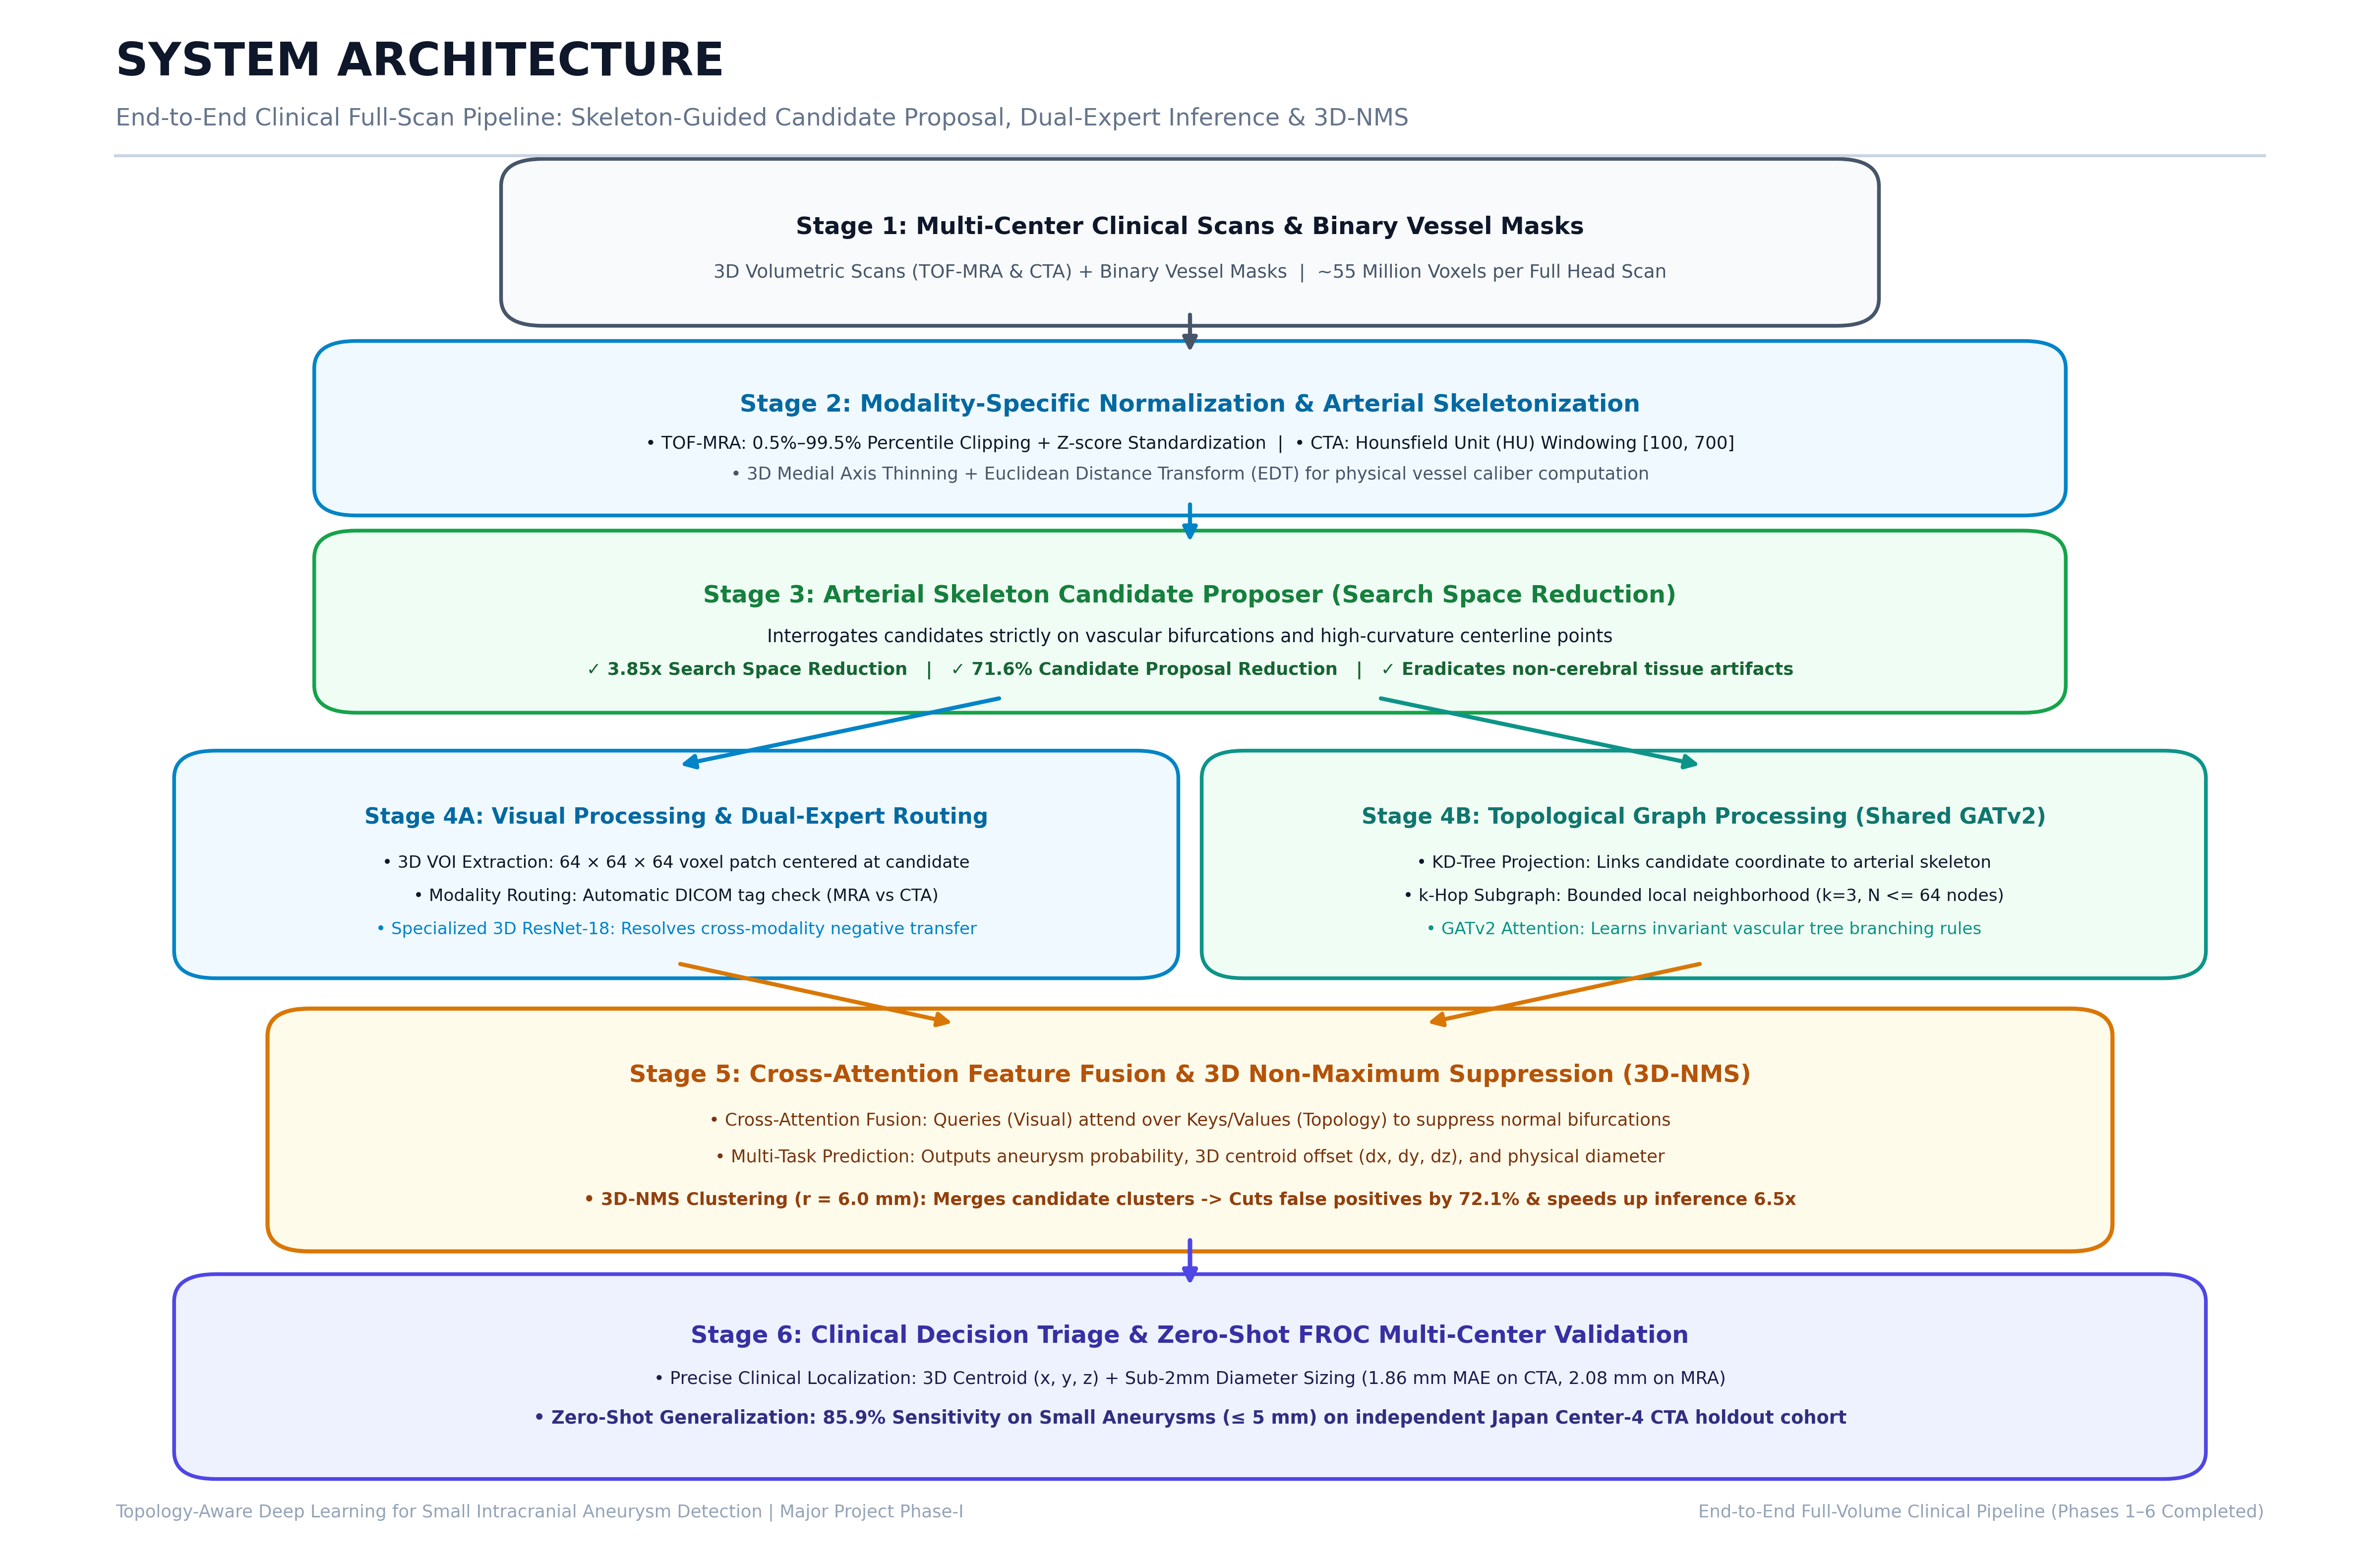 SYSTEM ARCHITECTURE
End-to-End Clinical Full-Scan Pipeline: Skeleton-Guided Candidate Proposal, Dual-Expert Inference & 3D-NMS
Stage 1: Multi-Center Clinical Scans & Binary Vessel Masks
3D Volumetric Scans (TOF-MRA & CTA) + Binary Vessel Masks | ~55 Million Voxels per Full Head Scan
Stage 2: Modality-Specific Normalization & Arterial Skeletonization
• TOF-MRA: 0.5%–99.5% Percentile Clipping + Z-score Standardization | • CTA: Hounsfield Unit (HU) Windowing [100, 700]
• 3D Medial Axis Thinning + Euclidean Distance Transform (EDT) for physical vessel caliber computation
Stage 3: Arterial Skeleton Candidate Proposer (Search Space Reduction)
Interrogates candidates strictly on vascular bifurcations and high-curvature centerline points
✓ 3.85x Search Space Reduction | ✓ 71.6% Candidate Proposal Reduction | ✓ Eradicates non-cerebral tissue artifacts
Stage 4A: Visual Processing & Dual-Expert Routing
• 3D VOI Extraction: 64 × 64 × 64 voxel patch centered at candidate
• Modality Routing: Automatic DICOM tag check (MRA vs CTA)
• Specialized 3D ResNet-18: Resolves cross-modality negative transfer
Stage 4B: Topological Graph Processing (Shared GATv2)
• KD-Tree Projection: Links candidate coordinate to arterial skeleton
• k-Hop Subgraph: Bounded local neighborhood (k=3, N <= 64 nodes)
• GATv2 Attention: Learns invariant vascular tree branching rules
Stage 5: Cross-Attention Feature Fusion & 3D Non-Maximum Suppression (3D-NMS)
• Cross-Attention Fusion: Queries (Visual) attend over Keys/Values (Topology) to suppress normal bifurcations
• Multi-Task Prediction: Outputs aneurysm probability, 3D centroid offset (dx, dy, dz), and physical diameter
• 3D-NMS Clustering (r = 6.0 mm): Merges candidate clusters -> Cuts false positives by 72.1% & speeds up inference 6.5x
Stage 6: Clinical Decision Triage & Zero-Shot FROC Multi-Center Validation
• Precise Clinical Localization: 3D Centroid (x, y, z) + Sub-2mm Diameter Sizing (1.86 mm MAE on CTA, 2.08 mm on MRA)
• Zero-Shot Generalization: 85.9% Sensitivity on Small Aneurysms (≤ 5 mm) on independent Japan Center-4 CTA holdout cohort
Topology-Aware Deep Learning for Small Intracranial Aneurysm Detection | Major Project Phase-I
End-to-End Full-Volume Clinical Pipeline (Phases 1–6 Completed)